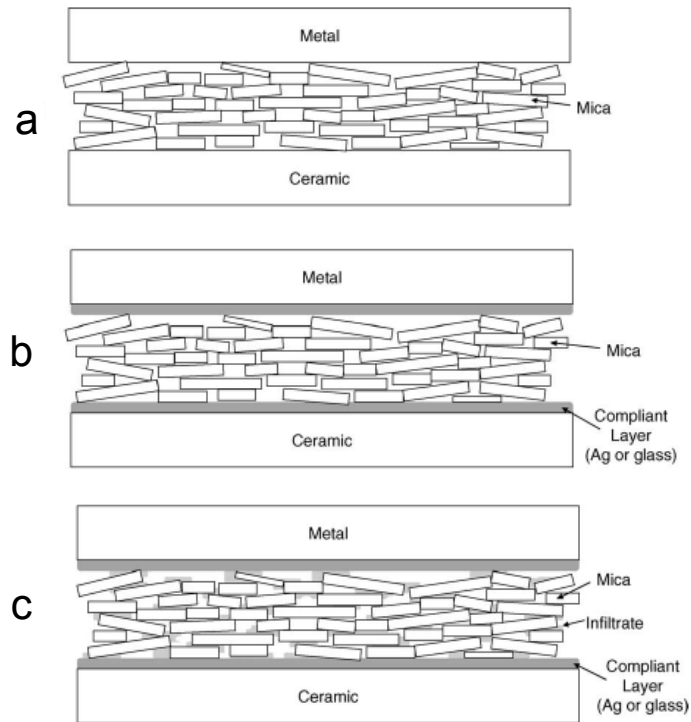 Metal
a
Mica
Ceramic
Metal
b
Mica
Compliant
Layer
(Ag or glass)
Ceramic
Metal
c
Mica
Infiltrate
Compliant
Layer
(Ag or glass)
Ceramic